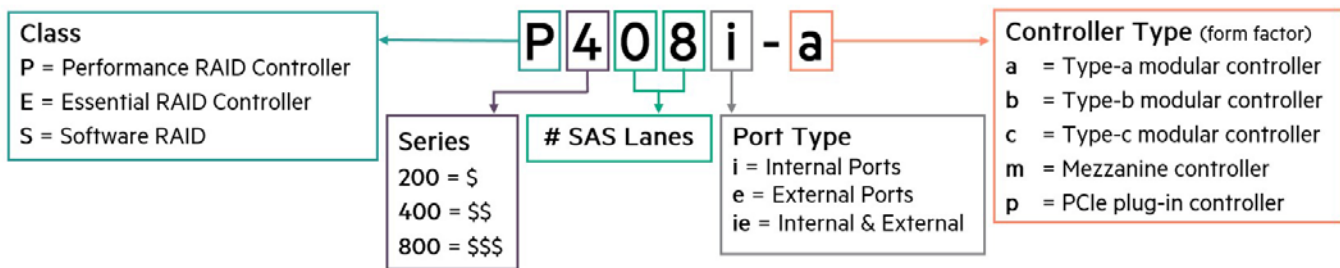 P408i-a
Class
P = Performance RAID Controller
E = Essential RAID Controller
S = Software RAID
Series
200 = $
400 = $$
800 = $$$
# SAS Lanes
Port Type
i = Internal Ports
e = External Ports
ie = Internal & External
Controller Type (form factor)
a = Type-a modular controller
b = Type-b modular controller
c = Type-c modular controller
m = Mezzanine controller
p = PCIe plug-in controller